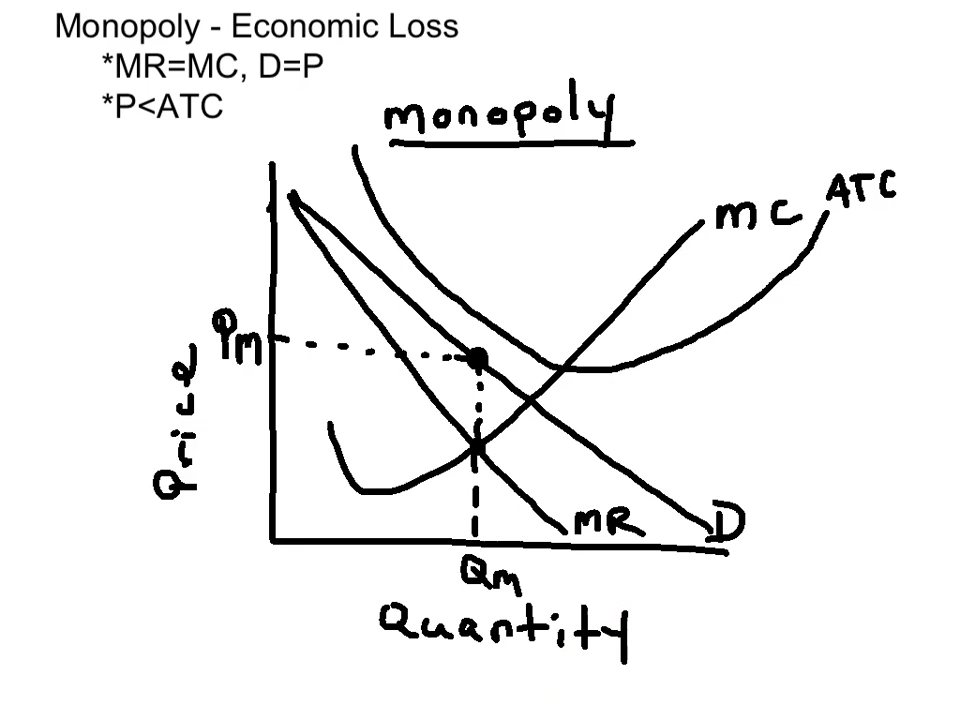 Monopoly - Economic Loss
*MR=MC, D=P
*P<ATC
monopoly
ATC
MC
Pm
Price
MR
D
Qm
Quantity